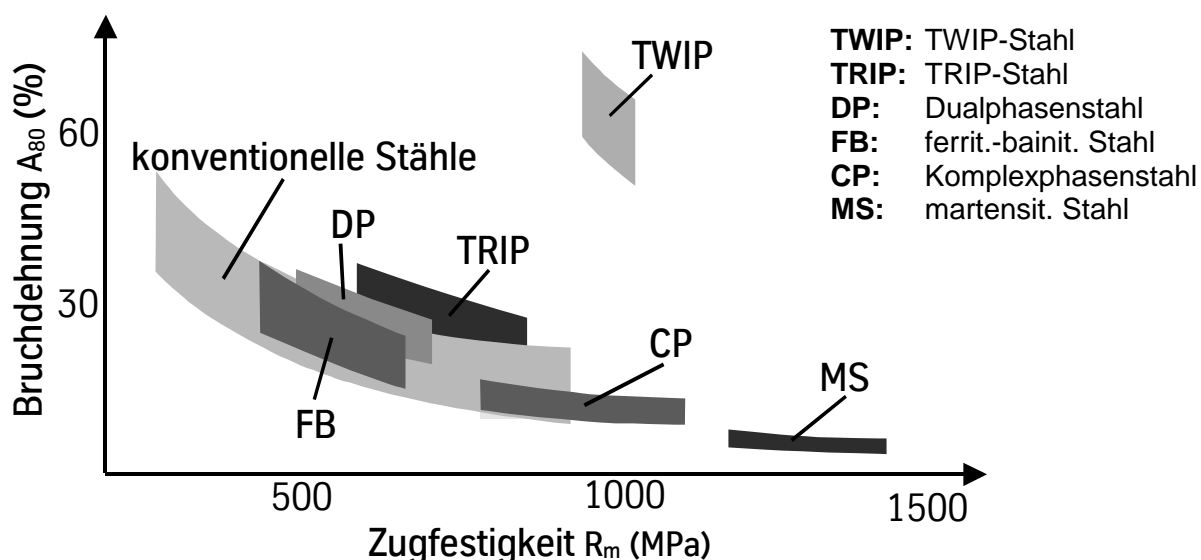 Bruchdehnung A80 (%)
60
30
konventionelle Stähle
DP
TRIP
TWIP
FB
CP
MS
500
1000
1500
Zugfestigkeit Rm (MPa)
TWIP: TWIP-Stahl
TRIP: TRIP-Stahl
DP: Dualphasenstahl
FB: ferrit.-bainit. Stahl
CP: Komplexphasenstahl
MS: martensit. Stahl